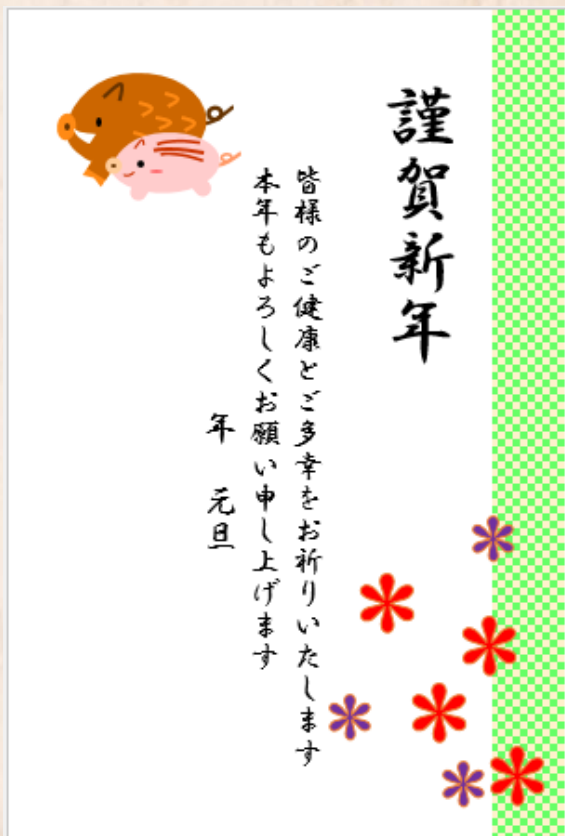 謹賀新年
皆様のご健康とご多幸をお祈りいたします
本年もよろしくお願い申し上げます
年　元旦